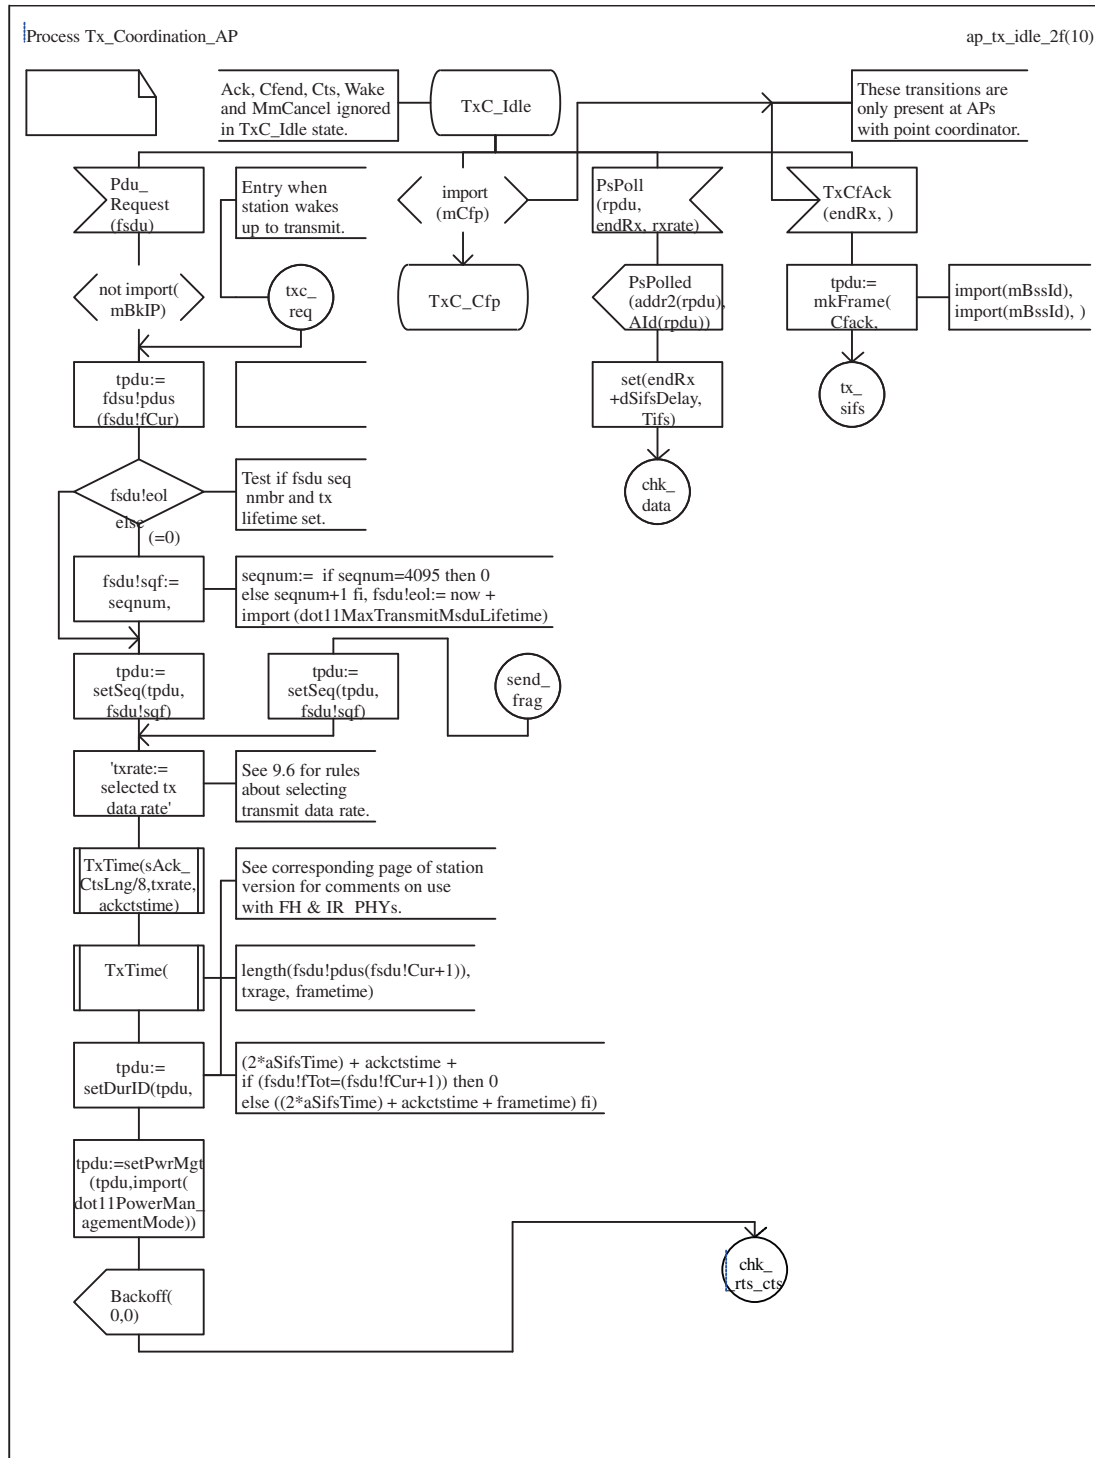 Process Tx_Coordination_AP
ap_tx_idle_2f(10)
Ack, Cfend, Cts, Wake
and MmCancel ignored
in TxC_Idle state.
TxC_Idle
These transitions are
only present at APs
with point coordinator.
Pdu_
Request
(fsdu)
Entry when
station wakes
up to transmit.
import
(mCfp)
PsPoll
(rpdu,
endRx, rxrate)
TxCfAck
(endRx, )
not import(
mBkIP)
txc_
req
TxC_Cfp
PsPolled
(addr2(rpdu),
AId(rpdu))
tpdu:=
mkFrame(
Cfack,
import(mBssId),
import(mBssId), )
tpdu:=
fdsu!pdus
(fsdu!fCur)
set(endRx
+dSifsDelay,
Tifs)
tx_
sifs
fsdu!eol
else
(=0)
Test if fsdu seq
nmbr and tx
lifetime set.
chk_
data
fsdu!sqf:=
seqnum,
seqnum:= if seqnum=4095 then 0
else seqnum+1 fi, fsdu!eol:= now +
import (dot11MaxTransmitMsduLifetime)
tpdu:=
setSeq(tpdu,
fsdu!sqf)
tpdu:=
setSeq(tpdu,
fsdu!sqf)
send_
frag
'txrate:=
selected tx
data rate'
See 9.6 for rules
about selecting
transmit data rate.
TxTime(sAck_
CtsLng/8,txrate,
ackctstime)
See corresponding page of station
version for comments on use
with FH & IR PHYs.
TxTime(
length(fsdu!pdus(fsdu!Cur+1)),
txrage, frametime)
tpdu:=
setDurID(tpdu,
(2*aSifsTime) + ackctstime +
if (fsdu!fTot=(fsdu!fCur+1)) then 0
else ((2*aSifsTime) + ackctstime + frametime) fi)
tpdu:=setPwrMgt
(tpdu,import(
dot11PowerMan_
agementMode))
chk_
_rts_cts
Backoff(
0,0)